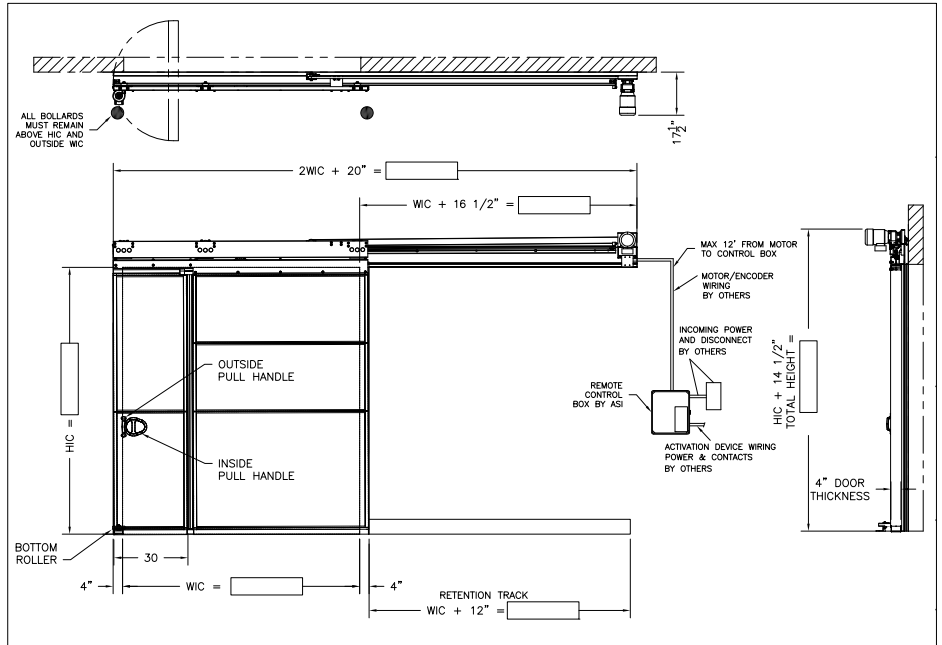 ALL BOLLARDS
MUST REMAIN
ABOVE HIC AND
OUTSIDE WIC
17 1/2"
2WIC + 20" =
WIC + 16 1/2" =
MAX 12' FROM MOTOR
TO CONTROL BOX
MOTOR/ENCODER
WIRING
BY OTHERS
INCOMING POWER
AND DISCONNECT
BY OTHERS
OUTSIDE
PULL HANDLE
REMOTE
CONTROL
BOX BY ASI
HIC + 14 1/2"
TOTAL HEIGHT =
HIC =
INSIDE
PULL HANDLE
ACTIVATION DEVICE WIRING
POWER & CONTACTS
BY OTHERS
4" DOOR
THICKNESS
BOTTOM
ROLLER
30
4"
WIC =
4"
RETENTION TRACK
WIC + 12" =